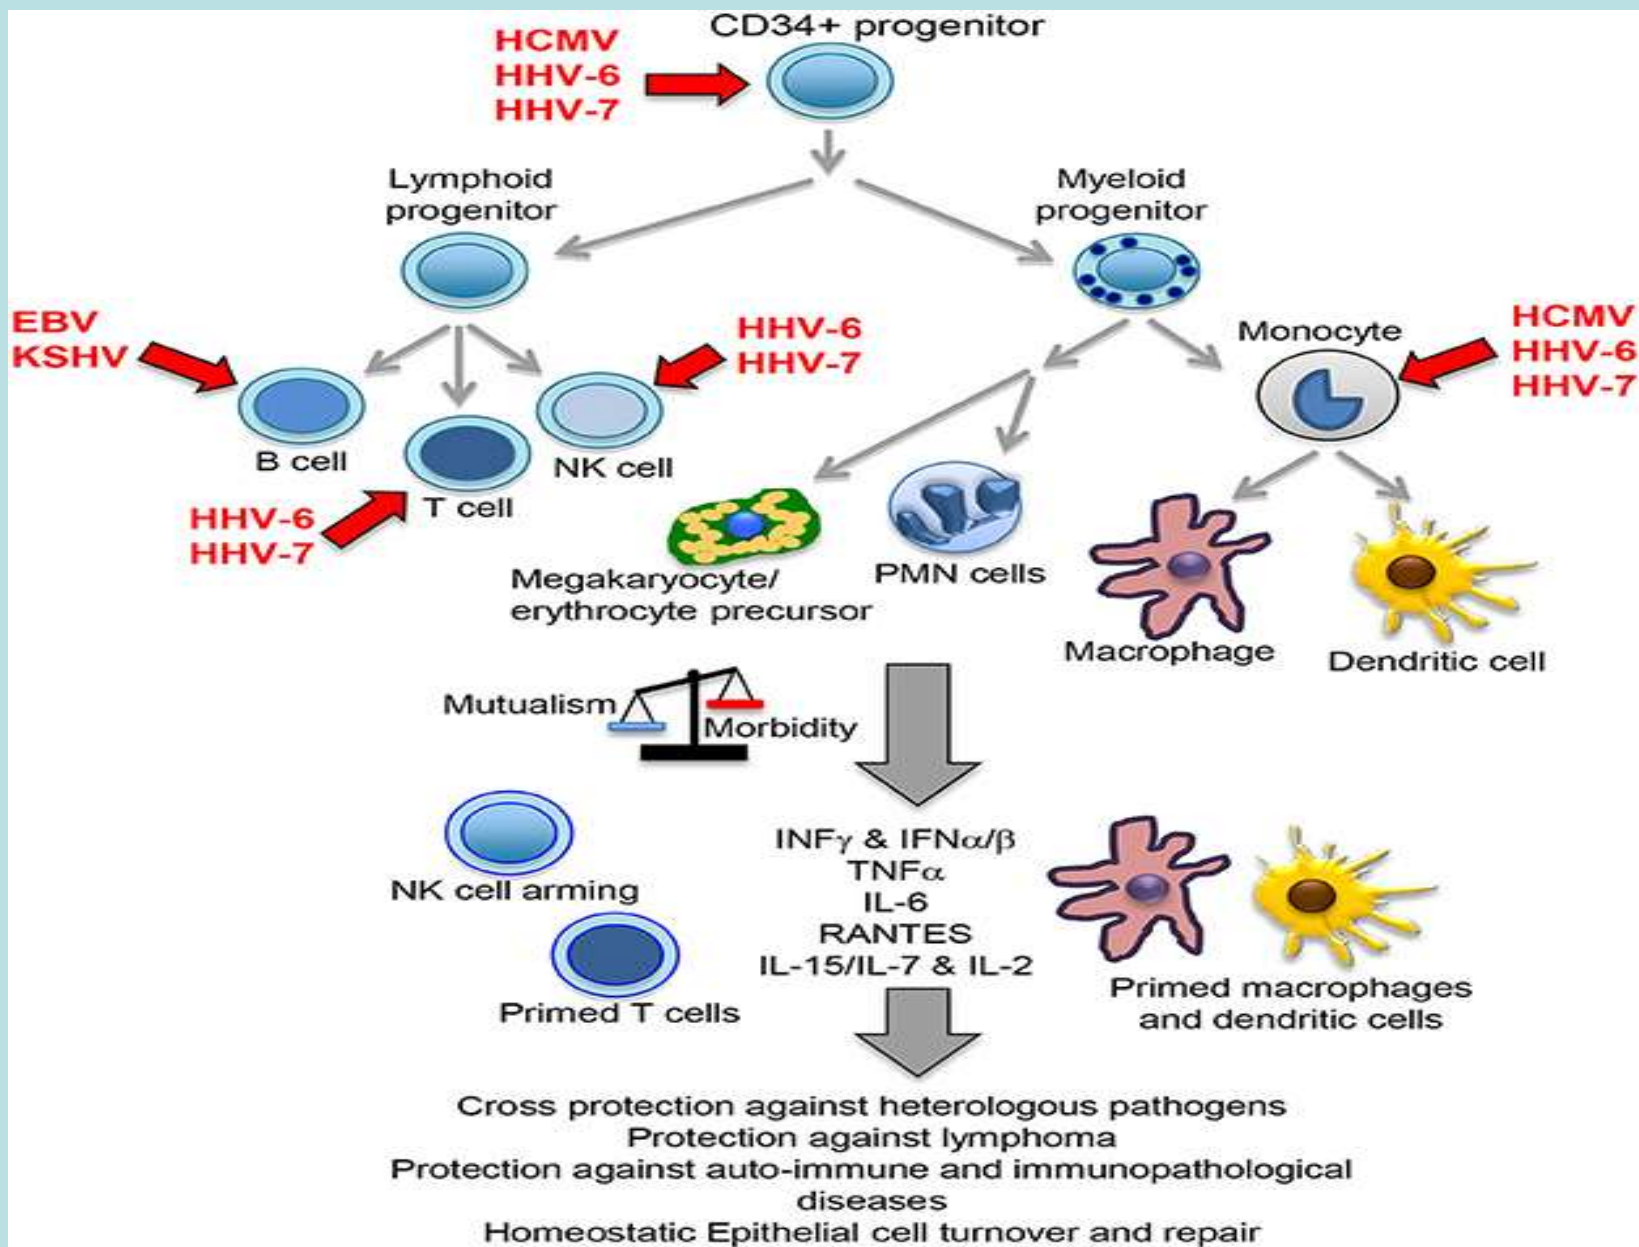 CD34+ progenitor
HCMV
HHV-6
HHV-7
Lymphoid
progenitor
Myeloid
progenitor
EBV
KSHV
HHV-6
HHV-7
Monocyte
HCMV
HHV-6
HHV-7
B cell
NK cell
T cell
HHV-6
HHV-7
Megakaryocyte/
erythrocyte precursor
PMN cells
Macrophage
Dendritic cell
Mutualism
Morbidity
NK cell arming
Primed T cells
INFγ & IFNα/β
TNFα
IL-6
RANTES
IL-15/IL-7 & IL-2
Primed macrophages
and dendritic cells
Cross protection against heterologous pathogens
Protection against lymphoma
Protection against auto-immune and immunopathological
diseases
Homeostatic Epithelial cell turnover and repair